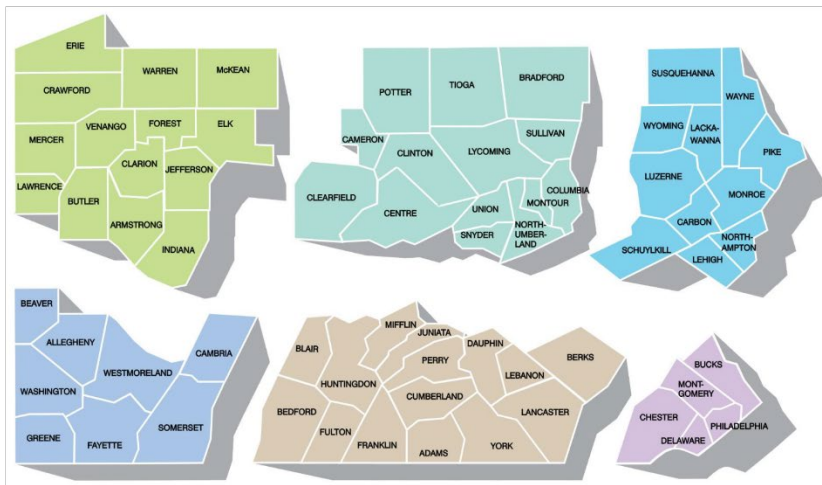 ERIE
WARREN
McKEAN
CRAWFORD
VENANGO
FOREST
ELK
MERCER
CLARION
JEFFERSON
LAWRENCE
BUTLER
ARMSTRONG
INDIANA
POTTER
TIOGA
BRADFORD
CAMERON
SULLIVAN
CLINTON
LYCOMING
COLUMBIA
CLEARFIELD
MONTOUR
CENTRE
UNION
NORTH-
UMBER-
LAND
SNYDER
SUSQUEHANNA
WAYNE
WYOMING
LACKA-
WANNA
PIKE
LUZERNE
MONROE
CARBON
SCHUYLKILL
NORTH-
AMPTON
LEHIGH
BEAVER
ALLEGHENY
CAMBRIA
WESTMORELAND
WASHINGTON
SOMERSET
GREENE
FAYETTE
MIFFLIN
JUNIATA
BLAIR
PERRY
DAUPHIN
BERKS
HUNTINGDON
LEBANON
CUMBERLAND
BEDFORD
LANCASTER
FULTON
FRANKLIN
ADAMS
YORK
BUCKS
MONT-
GOMERY
CHESTER
PHILADELPHIA
DELAWARE